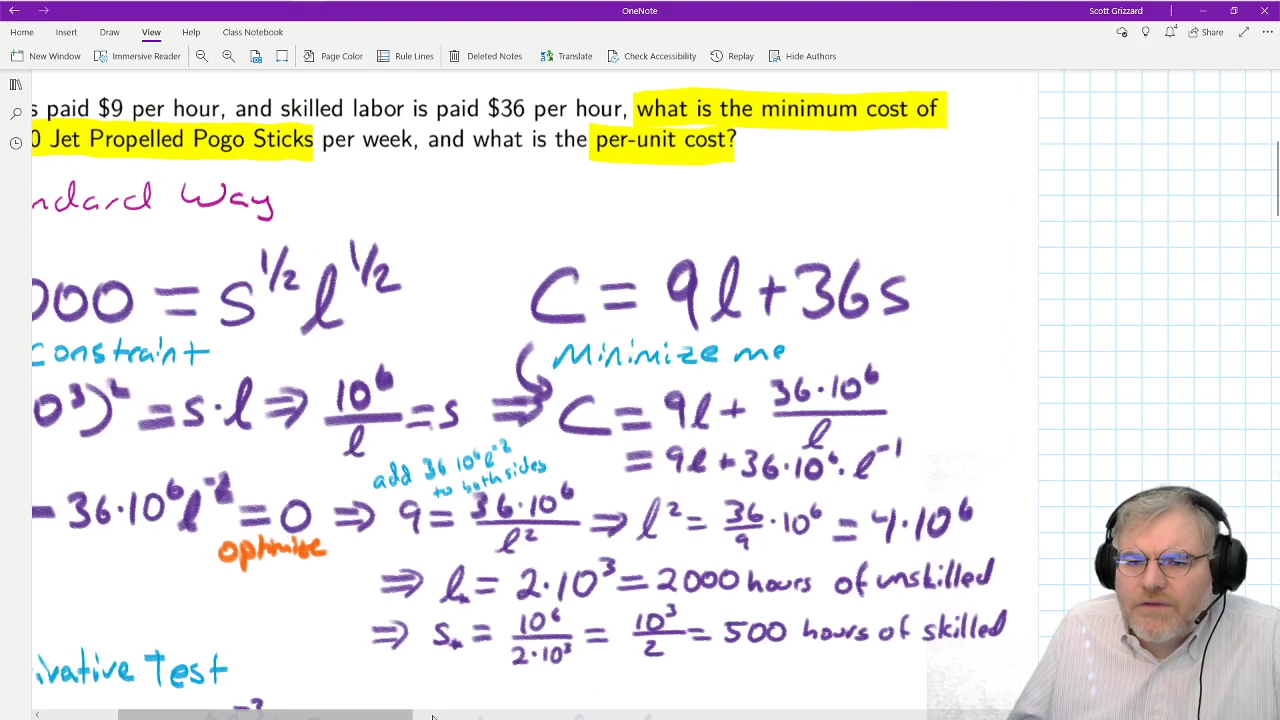 OneNote
Scott Grizzard
Home Insert Draw View Help Class Notebook
Share
New Window Immersive Reader Page Color Rule Lines Deleted Notes Translate Check Accessibility Replay Hide Authors
s paid $9 per hour, and skilled labor is paid $36 per hour, what is the minimum cost of
0 Jet Propelled Pogo Sticks per week, and what is the per-unit cost?
ndard Way
000 = s^{1/2} l^{1/2} C = 9l + 36s
Constraint Minimize me
0^3)^2 = s·l ⇒ 10^6/l = s ⇒ C = 9l + 36·10^6/l
= 9l + 36·10^6·l^{-1}
add 36 10^6 l^{-2}
to both sides
- 36·10^6 l^{-2} = 0 ⇒ 9 = 36·10^6/l^2 ⇒ l^2 = 36/9·10^6 = 4·10^6
optimize
⇒ l_* = 2·10^3 = 2000 hours of unskilled
⇒ s_* = 10^6/2·10^3 = 10^3/2 = 500 hours of skilled
ivative Test